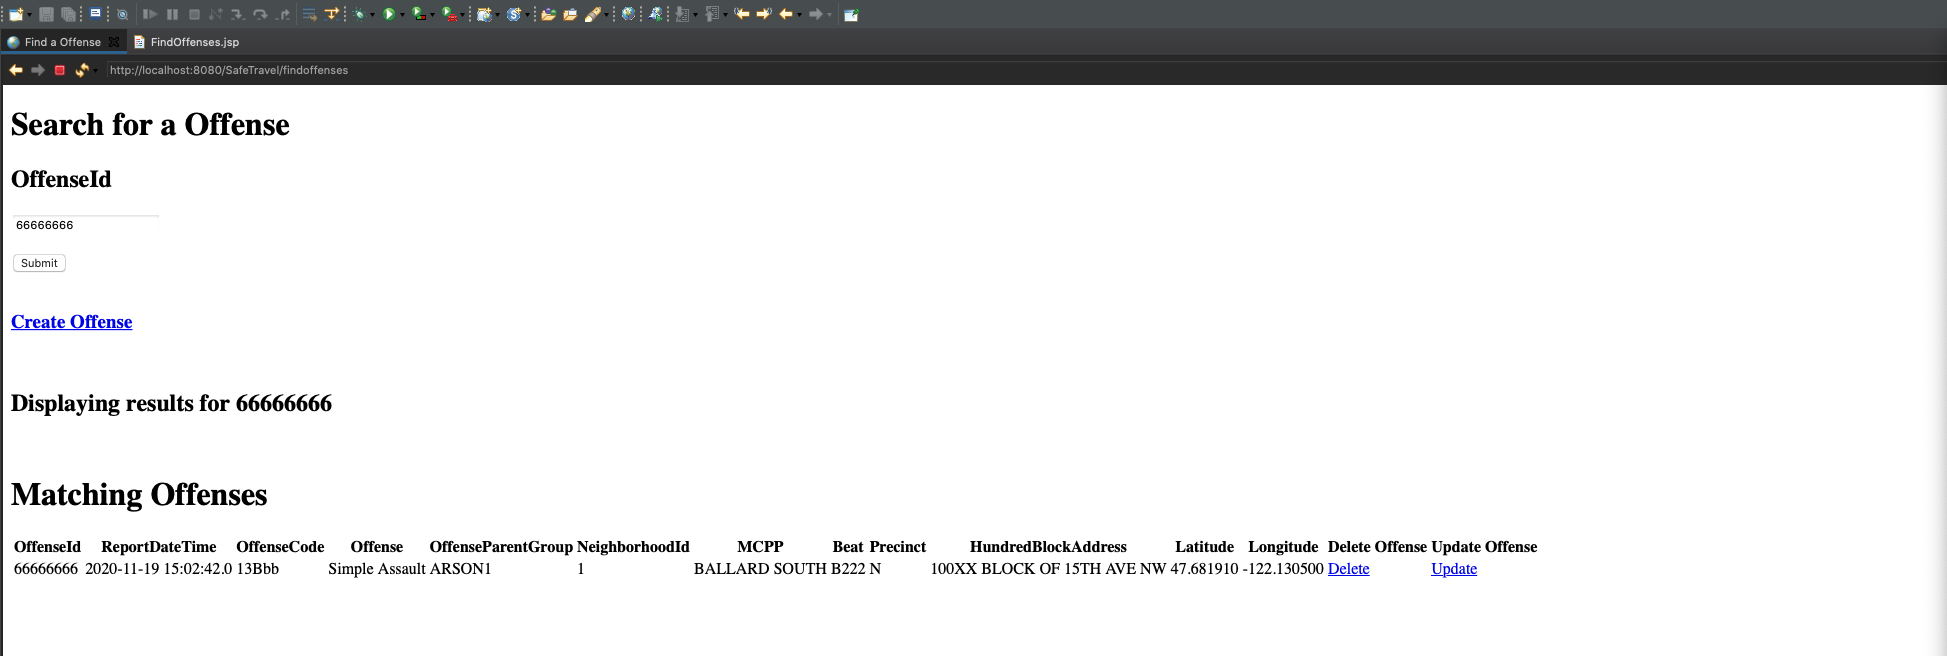 Find a Offense FindOffenses.jsp
http://localhost:8080/SafeTravel/findoffenses
Search for a Offense
OffenseId
66666666
Submit
Create Offense
Displaying results for 66666666
Matching Offenses
OffenseId ReportDateTime OffenseCode Offense OffenseParentGroup NeighborhoodId MCPP Beat Precinct HundredBlockAddress Latitude Longitude Delete Offense Update Offense
66666666 2020-11-19 15:02:42.0 13Bbb Simple Assault ARSON1 1 BALLARD SOUTH B222 N 100XX BLOCK OF 15TH AVE NW 47.681910 -122.130500 Delete Update